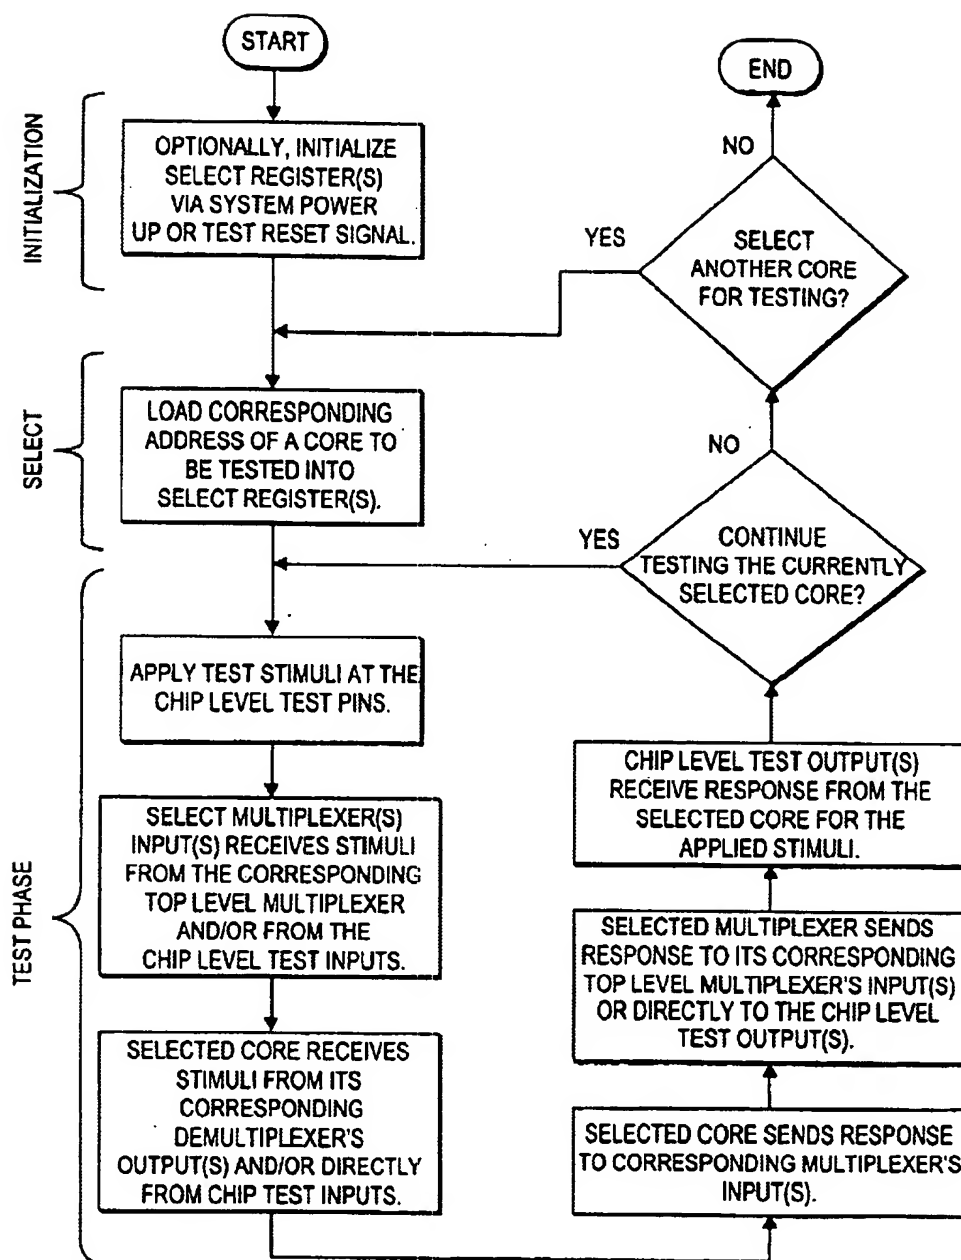 START
INITIALIZATION
OPTIONALLY, INITIALIZE
SELECT REGISTER(S)
VIA SYSTEM POWER
UP OR TEST RESET SIGNAL.
SELECT
LOAD CORRESPONDING
ADDRESS OF A CORE TO
BE TESTED INTO
SELECT REGISTER(S).
TEST PHASE
APPLY TEST STIMULI AT THE
CHIP LEVEL TEST PINS.
SELECT MULTIPLEXER(S)
INPUT(S) RECEIVES STIMULI
FROM THE CORRESPONDING
TOP LEVEL MULTIPLEXER
AND/OR FROM THE
CHIP LEVEL TEST INPUTS.
SELECTED CORE RECEIVES
STIMULI FROM ITS
CORRESPONDING
DEMULTIPLEXER'S
OUTPUT(S) AND/OR DIRECTLY
FROM CHIP TEST INPUTS.
SELECTED CORE SENDS RESPONSE
TO CORRESPONDING MULTIPLEXER'S
INPUT(S).
SELECTED MULTIPLEXER SENDS
RESPONSE TO ITS CORRESPONDING
TOP LEVEL MULTIPLEXER'S INPUT(S)
OR DIRECTLY TO THE CHIP LEVEL
TEST OUTPUT(S).
CHIP LEVEL TEST OUTPUT(S)
RECEIVE RESPONSE FROM THE
SELECTED CORE FOR THE
APPLIED STIMULI.
CONTINUE
TESTING THE CURRENTLY
SELECTED CORE?
YES
NO
SELECT
ANOTHER CORE
FOR TESTING?
YES
NO
END